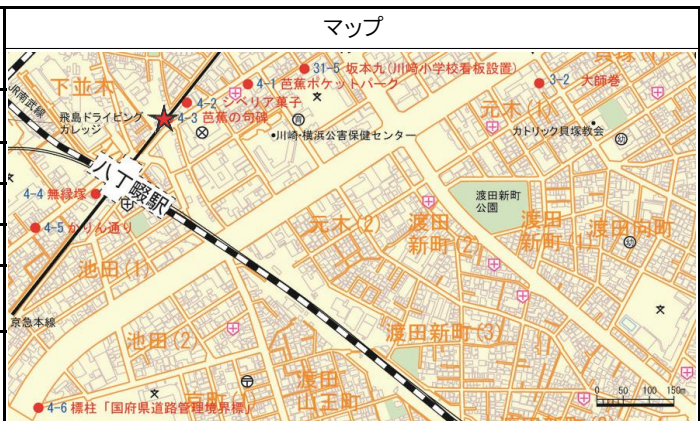 マップ
31-5 坂本九(川崎小学校看板設置)
4-1 芭蕉ポケットパーク
3-2 大師巻
下並木
JR南武線
4-2 シベリア菓子
元木(1)
飛島ドライビング
カレッジ
4-3 芭蕉の句碑
川崎・横浜公害保健センター
カトリック貝塚教会
八丁畷駅
4-4 無縁塚
渡田新町
公園
4-5 かりん通り
元木(2)
渡田
新町(2)
渡田
新町(1)
渡田向町
池田(1)
京急本線
池田(2)
渡田新町(3)
渡田
山王町
4-6 標柱「国府県道路管理境界標」
0 50 100 150m